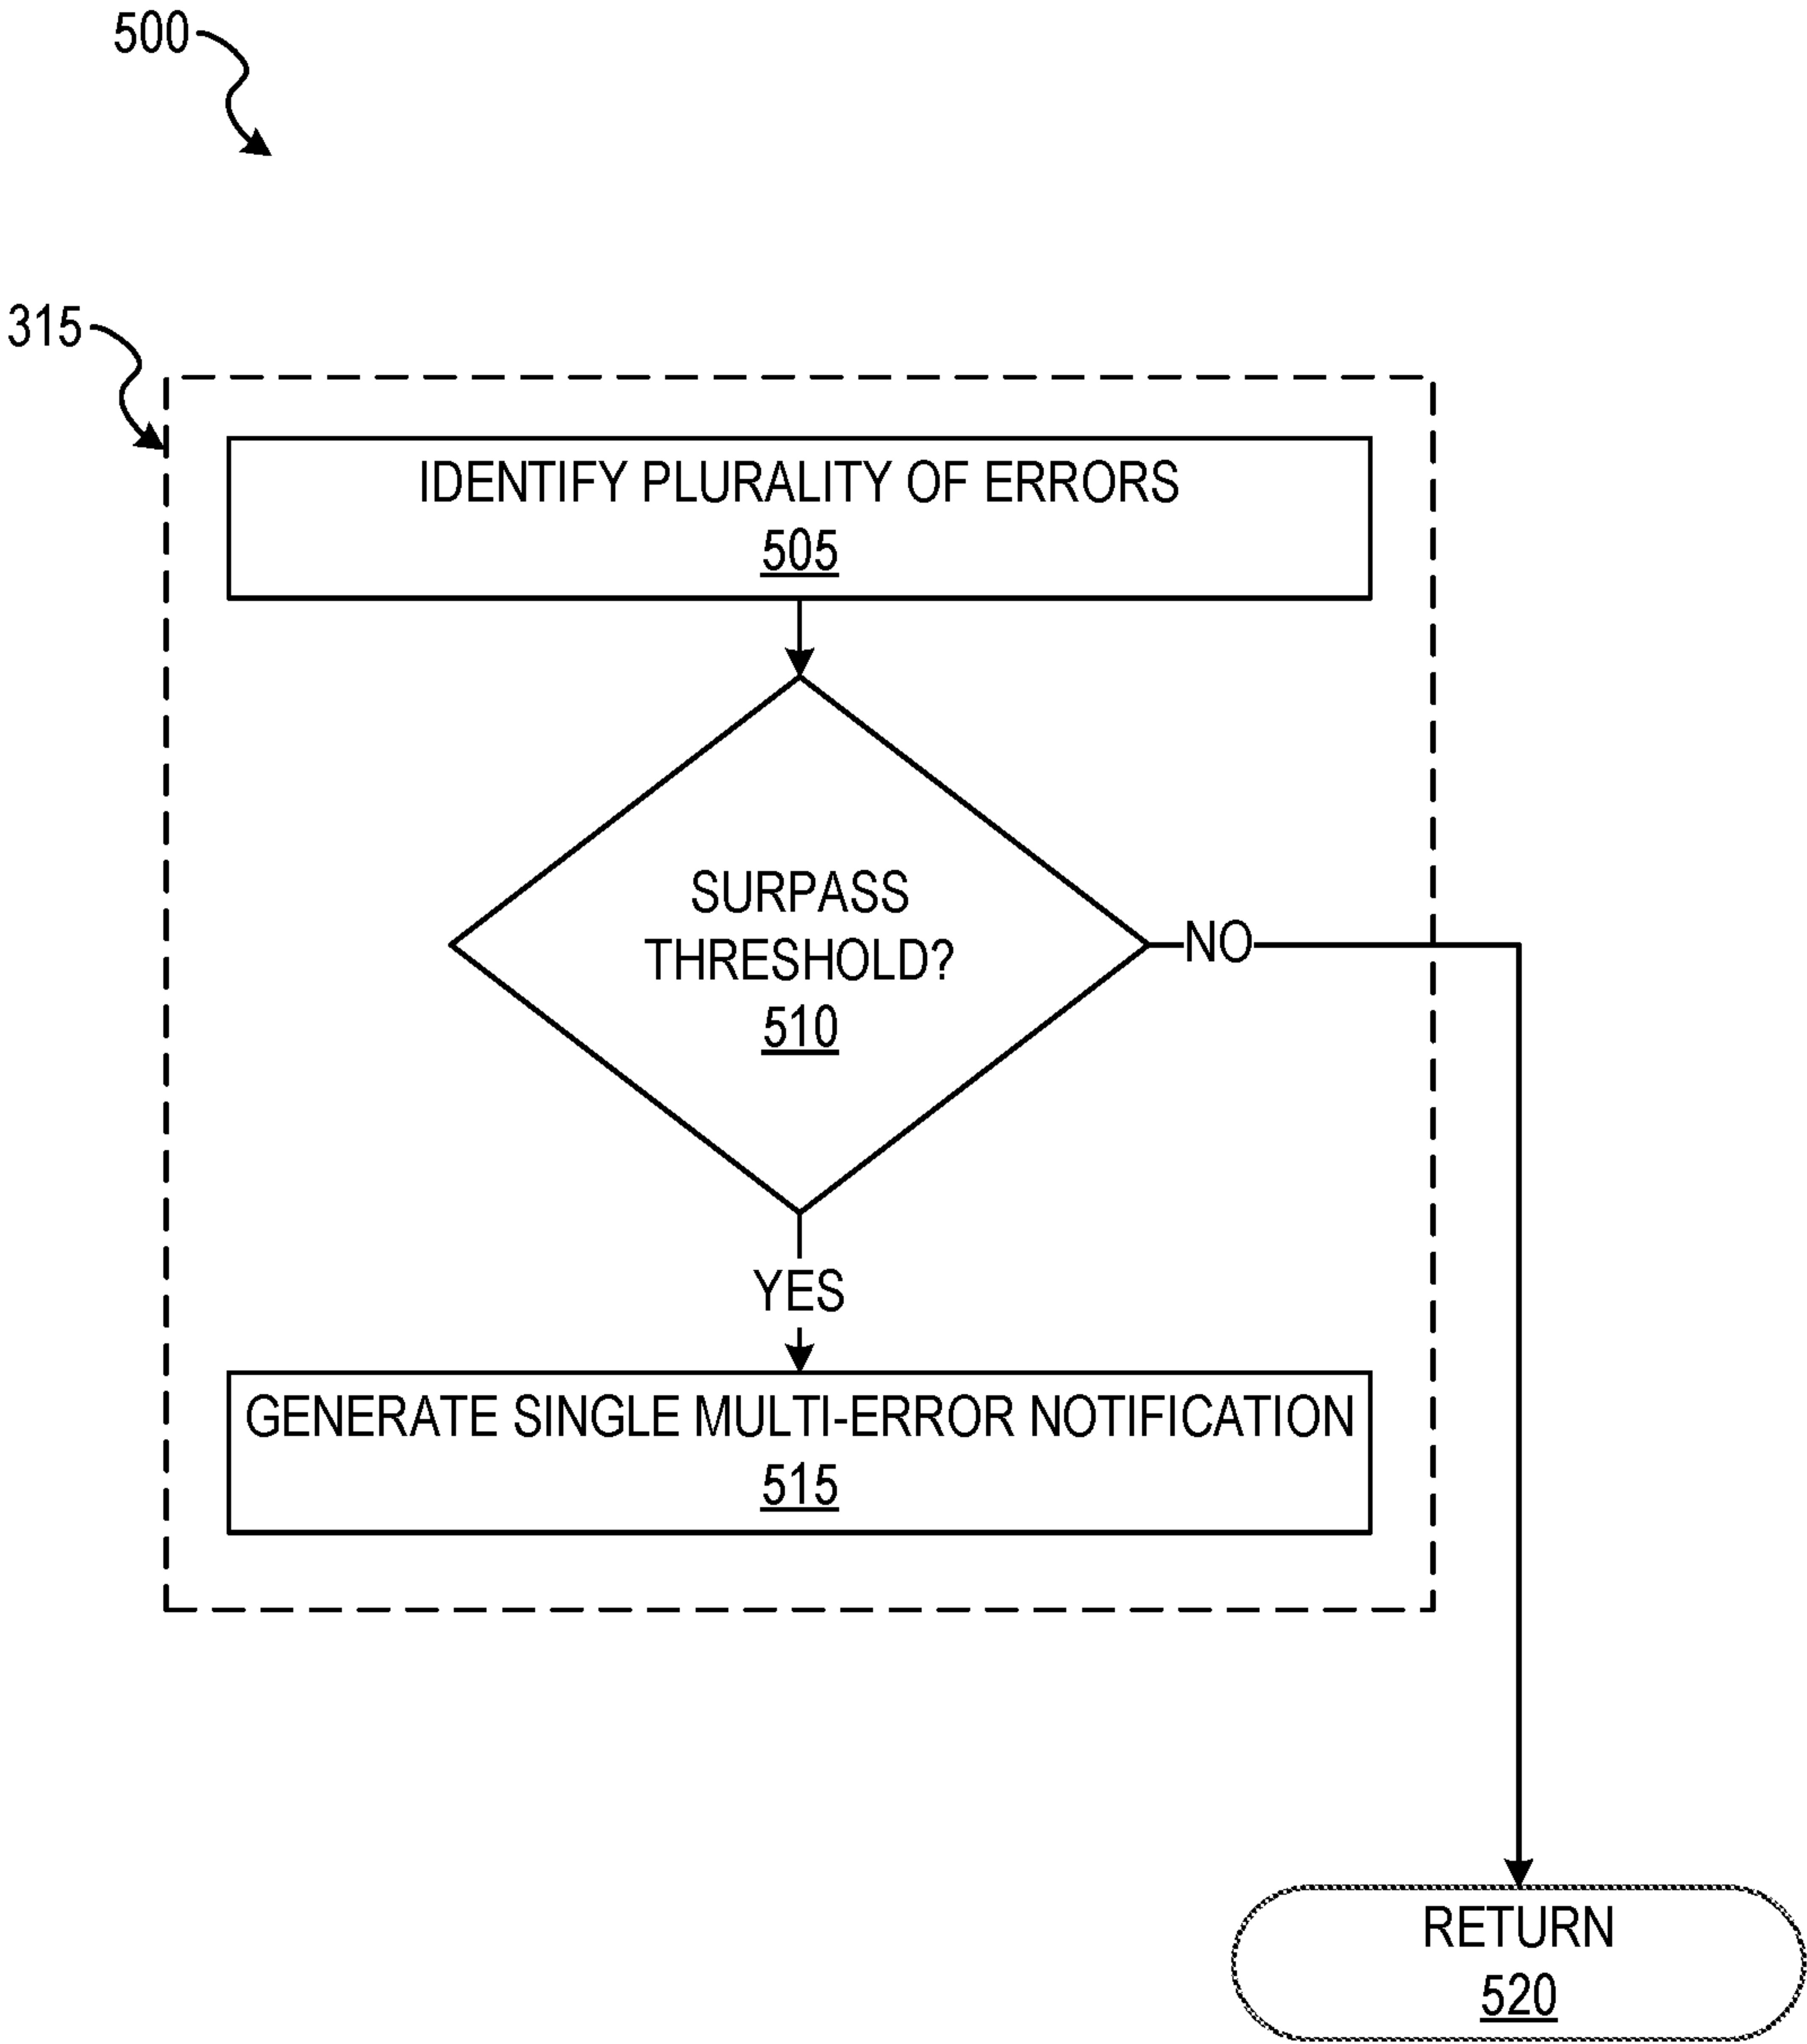 500
315
IDENTIFY PLURALITY OF ERRORS
505
SURPASS
THRESHOLD?
510
NO
YES
GENERATE SINGLE MULTI-ERROR NOTIFICATION
515
RETURN
520